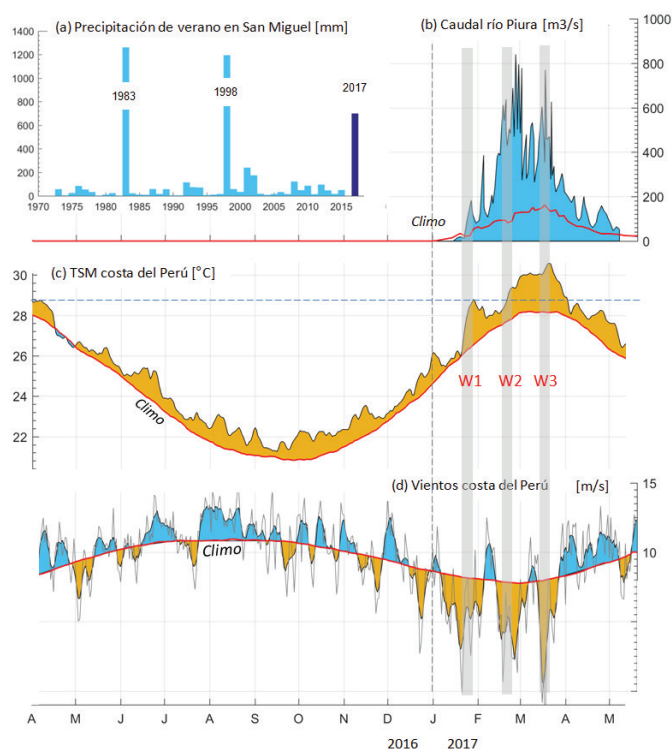 (a) Precipitación de verano en San Miguel [mm]
1400
1200
1000
800
600
400
200
0
1983
1998
2017
1970 1975 1980 1985 1990 1995 2000 2005 2010 2015
(b) Caudal río Piura [m3/s]
1000
800
600
400
200
0
Climo
(c) TSM costa del Perú [°C]
30
28
26
24
22
Climo
W1 W2 W3
(d) Vientos costa del Perú [m/s]
15
10
Climo
A M J J A S O N D J F M A M
2016 2017